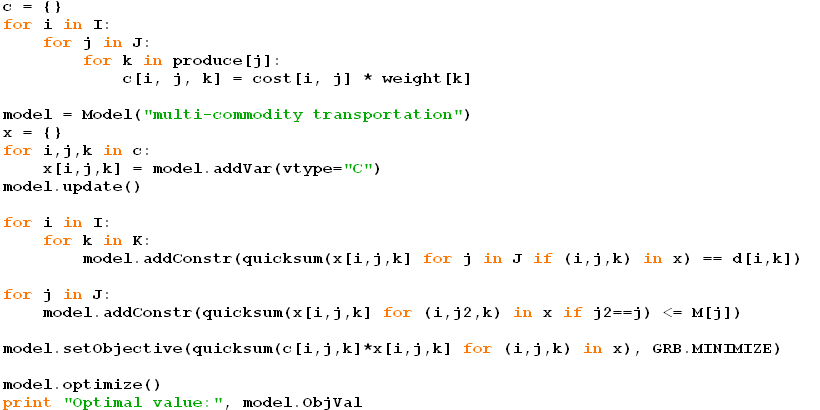 c = {}
for i in I:
    for j in J:
        for k in produce[j]:
            c[i, j, k] = cost[i, j] * weight[k]

model = Model("multi-commodity transportation")
x = {}
for i,j,k in c:
    x[i,j,k] = model.addVar(vtype="C")
model.update()

for i in I:
    for k in K:
        model.addConstr(quicksum(x[i,j,k] for j in J if (i,j,k) in x) == d[i,k])

for j in J:
    model.addConstr(quicksum(x[i,j,k] for (i,j2,k) in x if j2==j) <= M[j])

model.setObjective(quicksum(c[i,j,k]*x[i,j,k] for (i,j,k) in x), GRB.MINIMIZE)

model.optimize()
print "Optimal value:", model.ObjVal